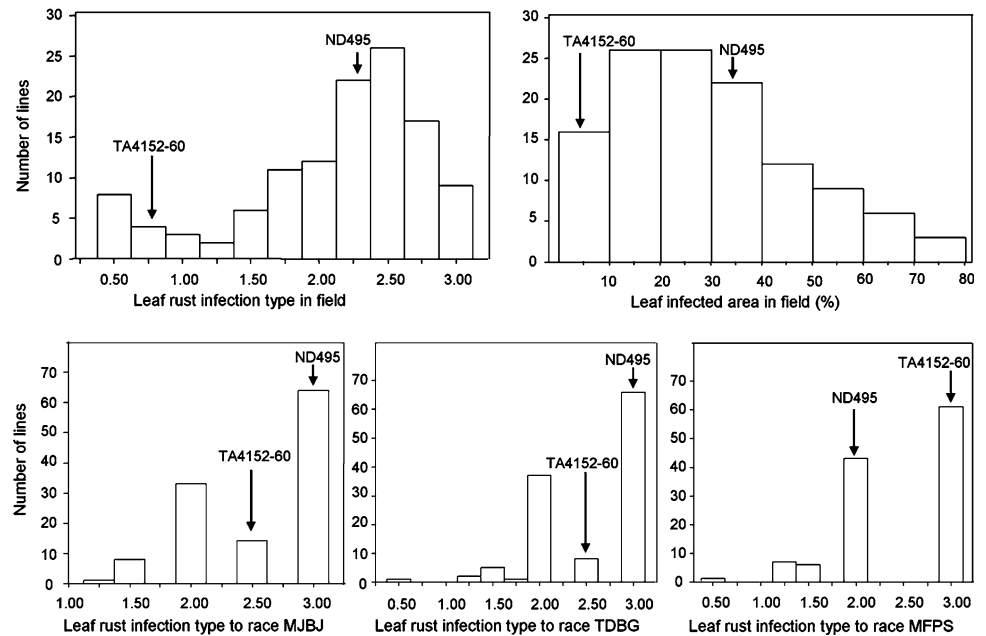 30
25
20
15
10
5
0
Number of lines
TA4152-60
ND495
0.50 1.00 1.50 2.00 2.50 3.00
Leaf rust infection type in field
30
25
20
15
10
5
0
TA4152-60
ND495
10 20 30 40 50 60 70 80
Leaf infected area in field (%)
70
60
50
40
30
20
10
0
Number of lines
ND495
TA4152-60
1.00 1.50 2.00 2.50 3.00
Leaf rust infection type to race MJBJ
70
60
50
40
30
20
10
0
ND495
TA4152-60
0.50 1.00 1.50 2.00 2.50 3.00
Leaf rust infection type to race TDBG
70
60
50
40
30
20
10
0
TA4152-60
ND495
0.50 1.00 1.50 2.00 2.50 3.00
Leaf rust infection type to race MFPS